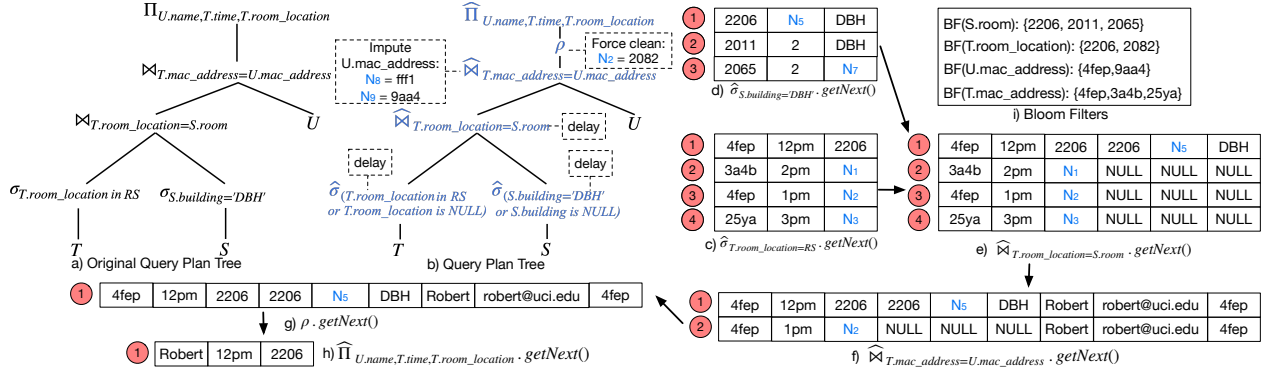 Π U.name,T.time,T.room_location
⋈ T.mac_address=U.mac_address
⋈ T.room_location=S.room
U
σ T.room_location in RS
σ S.building='DBH'
T
S
a) Original Query Plan Tree
Π̂ U.name,T.time,T.room_location
ρ
Force clean:
N2 = 2082
Impute
U.mac_address:
N8 = fff1
N9 = 9aa4
⋈̂ T.mac_address=U.mac_address
⋈̂ T.room_location=S.room
delay
U
delay
delay
σ̂ (T.room_location in RS
or T.room_location is NULL)
σ̂ (S.building='DBH'
or S.building is NULL)
T
S
b) Query Plan Tree
1 2206 N5 DBH
2 2011 2 DBH
3 2065 2 N7
d) σ̂ S.building='DBH' . getNext()
BF(S.room): {2206, 2011, 2065}
BF(T.room_location): {2206, 2082}
BF(U.mac_address): {4fep,9aa4}
BF(T.mac_address): {4fep,3a4b,25ya}
i) Bloom Filters
1 4fep 12pm 2206
2 3a4b 2pm N1
3 4fep 1pm N2
4 25ya 3pm N3
c) σ̂ T.room_location=RS . getNext()
1 4fep 12pm 2206 2206 N5 DBH
2 3a4b 2pm N1 NULL NULL NULL
3 4fep 1pm N2 NULL NULL NULL
4 25ya 3pm N3 NULL NULL NULL
e) ⋈̂ T.room_location=S.room . getNext()
1 4fep 12pm 2206 2206 N5 DBH Robert robert@uci.edu 4fep
2 4fep 1pm N2 NULL NULL NULL Robert robert@uci.edu 4fep
f) ⋈̂ T.mac_address=U.mac_address . getNext()
1 4fep 12pm 2206 2206 N5 DBH Robert robert@uci.edu 4fep
g) ρ . getNext()
1 Robert 12pm 2206
h) Π̂ U.name,T.time,T.room_location . getNext()